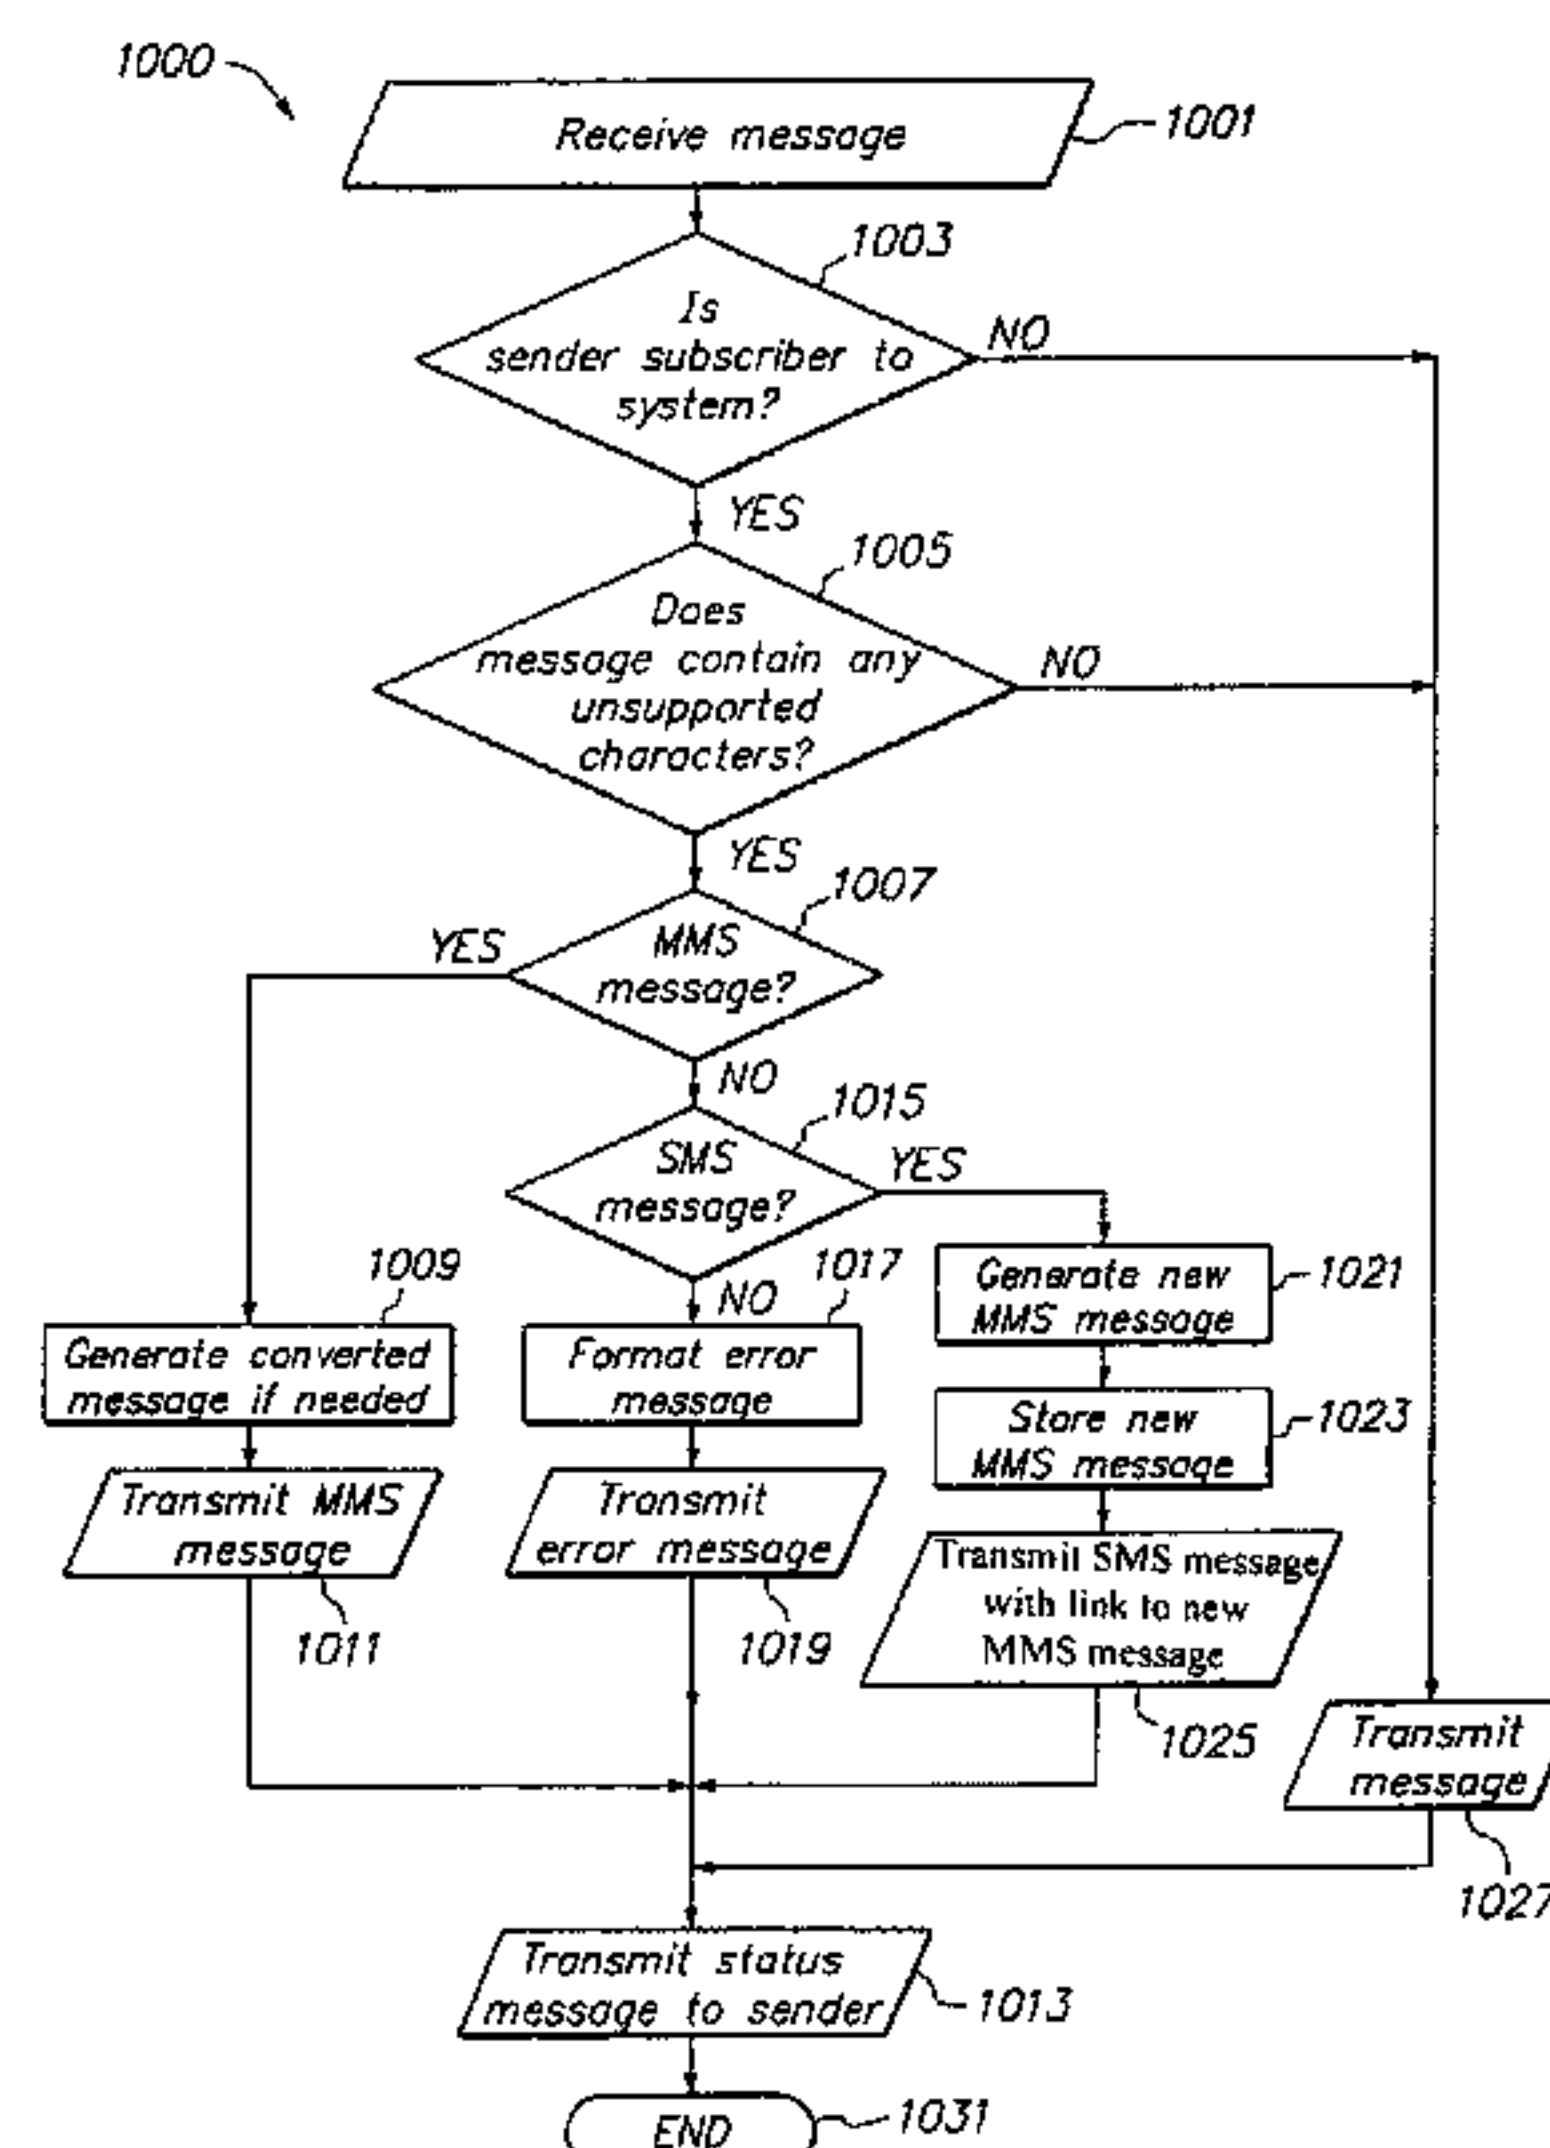 1000
Receive message
1001
1003
Is
sender subscriber to
system?
NO
YES
1005
Does
message contain any
unsupported
characters?
NO
YES
1007
MMS
message?
YES
NO
1015
SMS
message?
YES
NO
1009
Generate converted
message if needed
1017
Format error
message
Generate new
MMS message
1021
Store new
MMS message
1023
Transmit MMS
message
1011
Transmit
error message
1019
Transmit SMS message
with link to new
MMS message
1025
Transmit
message
1027
Transmit status
message to sender
1013
END
1031